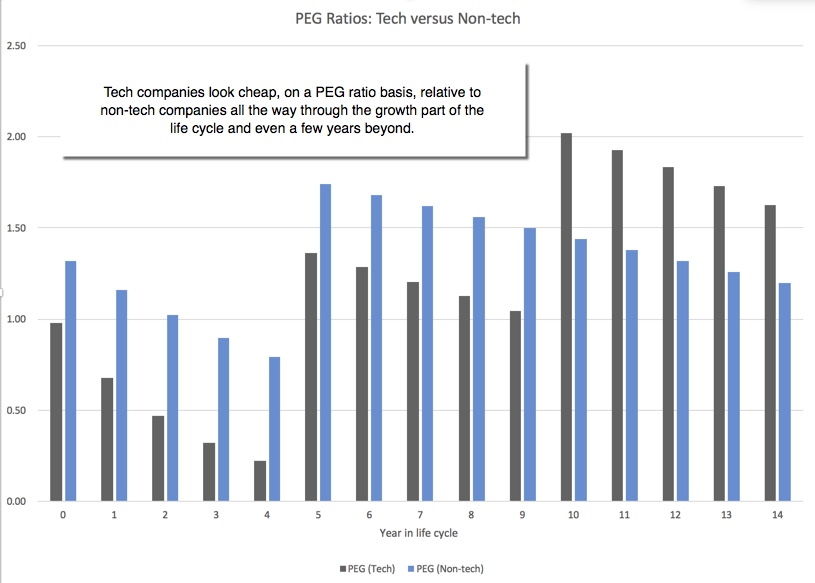 PEG Ratios: Tech versus Non-tech
2.50
Tech companies look cheap, on a PEG ratio basis, relative to
non-tech companies all the way through the growth part of the
life cycle and even a few years beyond.
2.00
1.50
1.00
0.50
0.00
0 1 2 3 4 5 6 7 8 9 10 11 12 13 14
Year in life cycle
PEG (Tech) PEG (Non-tech)